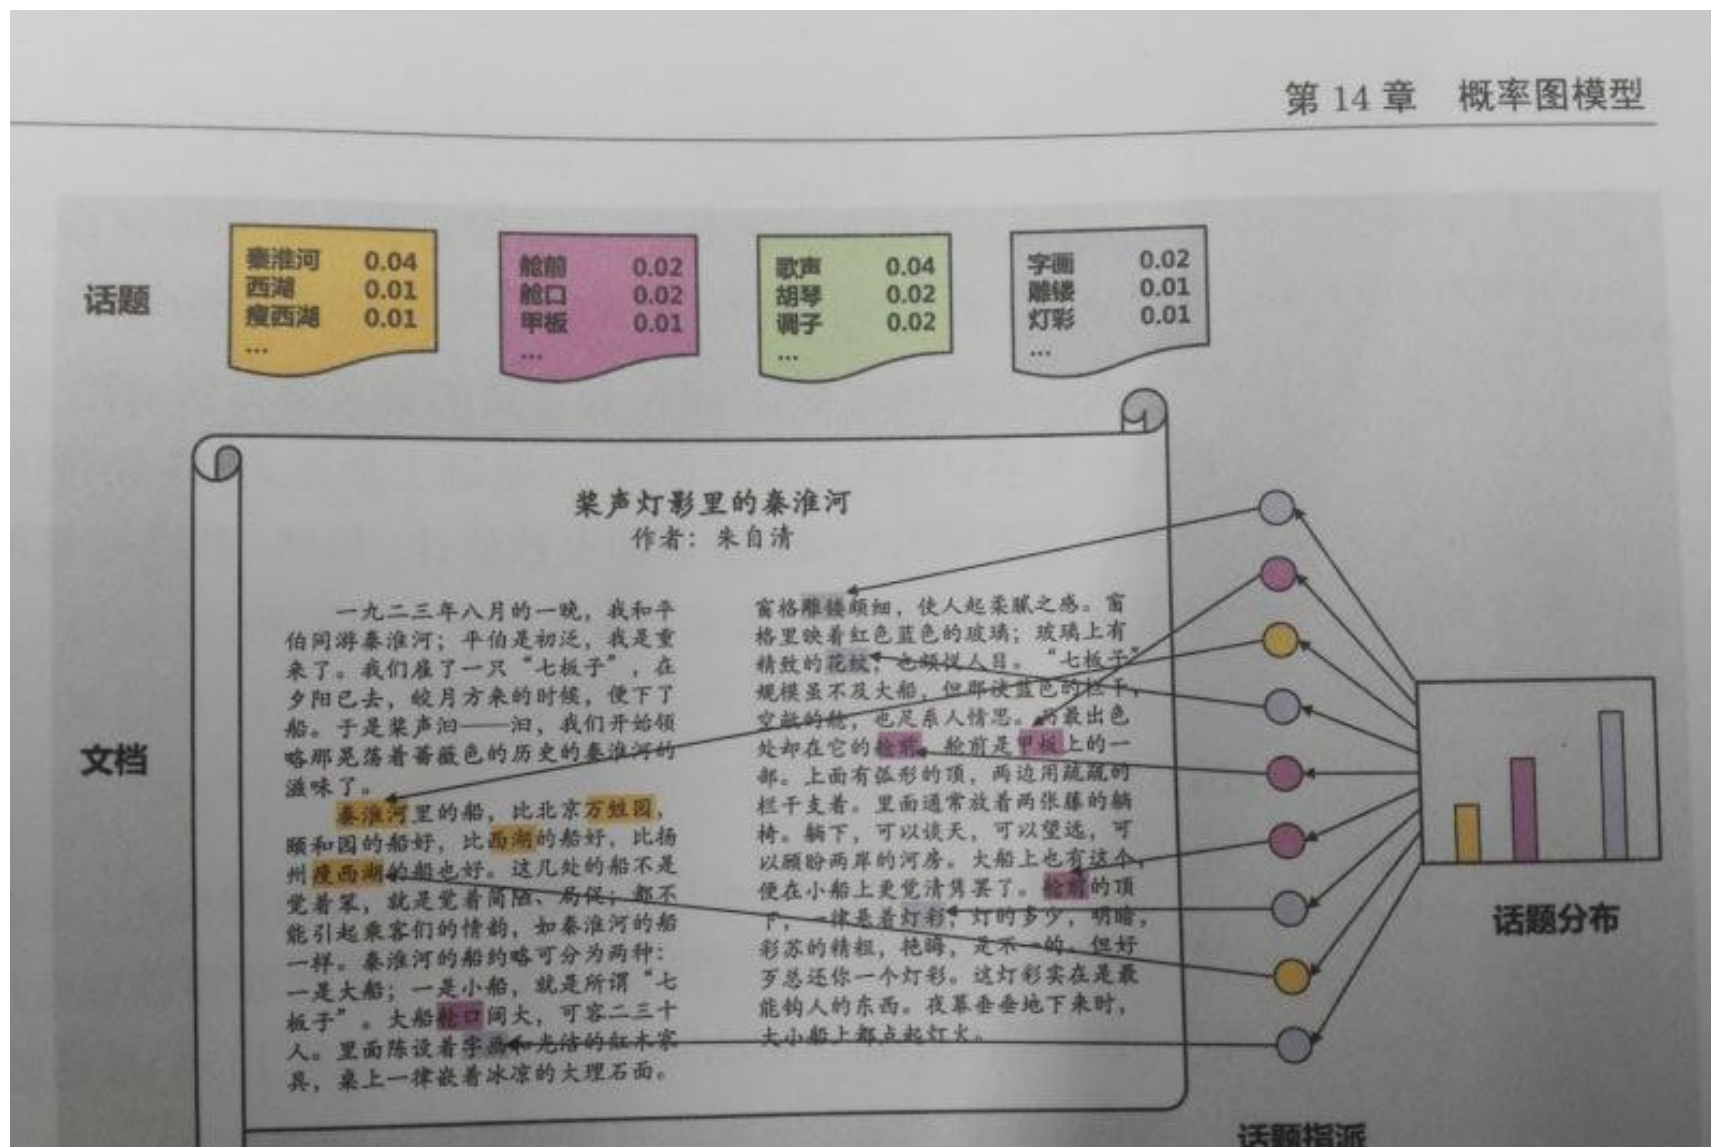 第 14 章 概率图模型
话题
秦淮河 0.04
西湖 0.01
瘦西湖 0.01
...
舱前 0.02
舱口 0.02
甲板 0.01
...
歌声 0.04
胡琴 0.02
调子 0.02
...
字画 0.02
雕镂 0.01
灯彩 0.01
...
文档
桨声灯影里的秦淮河
作者：朱自清
一九二三年八月的一晚，我和平
伯同游秦淮河；平伯是初泛，我是重
来了。我们雇了一只“七板子”，在
夕阳已去，皎月方来的时候，便下了
船。于是桨声汩——汩，我们开始领
略那晃荡着蔷薇色的历史的秦淮河的
滋味了。
秦淮河里的船，比北京万甡园，
颐和园的船好，比西湖的船好，比扬
州瘦西湖的船也好。这几处的船不是
觉着笨，就是觉着简陋、局促；都不
能引起乘客们的情韵，如秦淮河的船
一样。秦淮河的船约略可分为两种：
一是大船；一是小船，就是所谓“七
板子”。大船舱口阔大，可容二三十
人。里面陈设着字画和光洁的红木家
具，桌上一律嵌着冰凉的大理石面。
窗格雕镂颇细，使人起柔腻之感。窗
格里映着红色蓝色的玻璃；玻璃上有
精致的花纹，也颇悦人目。“七板子”
规模虽不及大船，但那淡蓝色的栏干，
空敞的舱，也足系人情思。乃最出色
处却在它的舱前。舱前是甲板上的一
部。上面有弧形的顶，两边用疏疏的
栏干支着。里面通常放着两张藤的躺
椅。躺下，可以谈天，可以望远，可
以顾盼两岸的河房。大船上也有这个，
便在小船上更觉清隽罢了。舱前的顶
下，一律悬着灯彩；灯的多少，明暗，
彩苏的精粗，艳晦，是不一的。但好
歹总还你一个灯彩。这灯彩实在是最
能钩人的东西。夜幕垂垂地下来时，
大小船上都点起灯火。
话题分布
话题指派